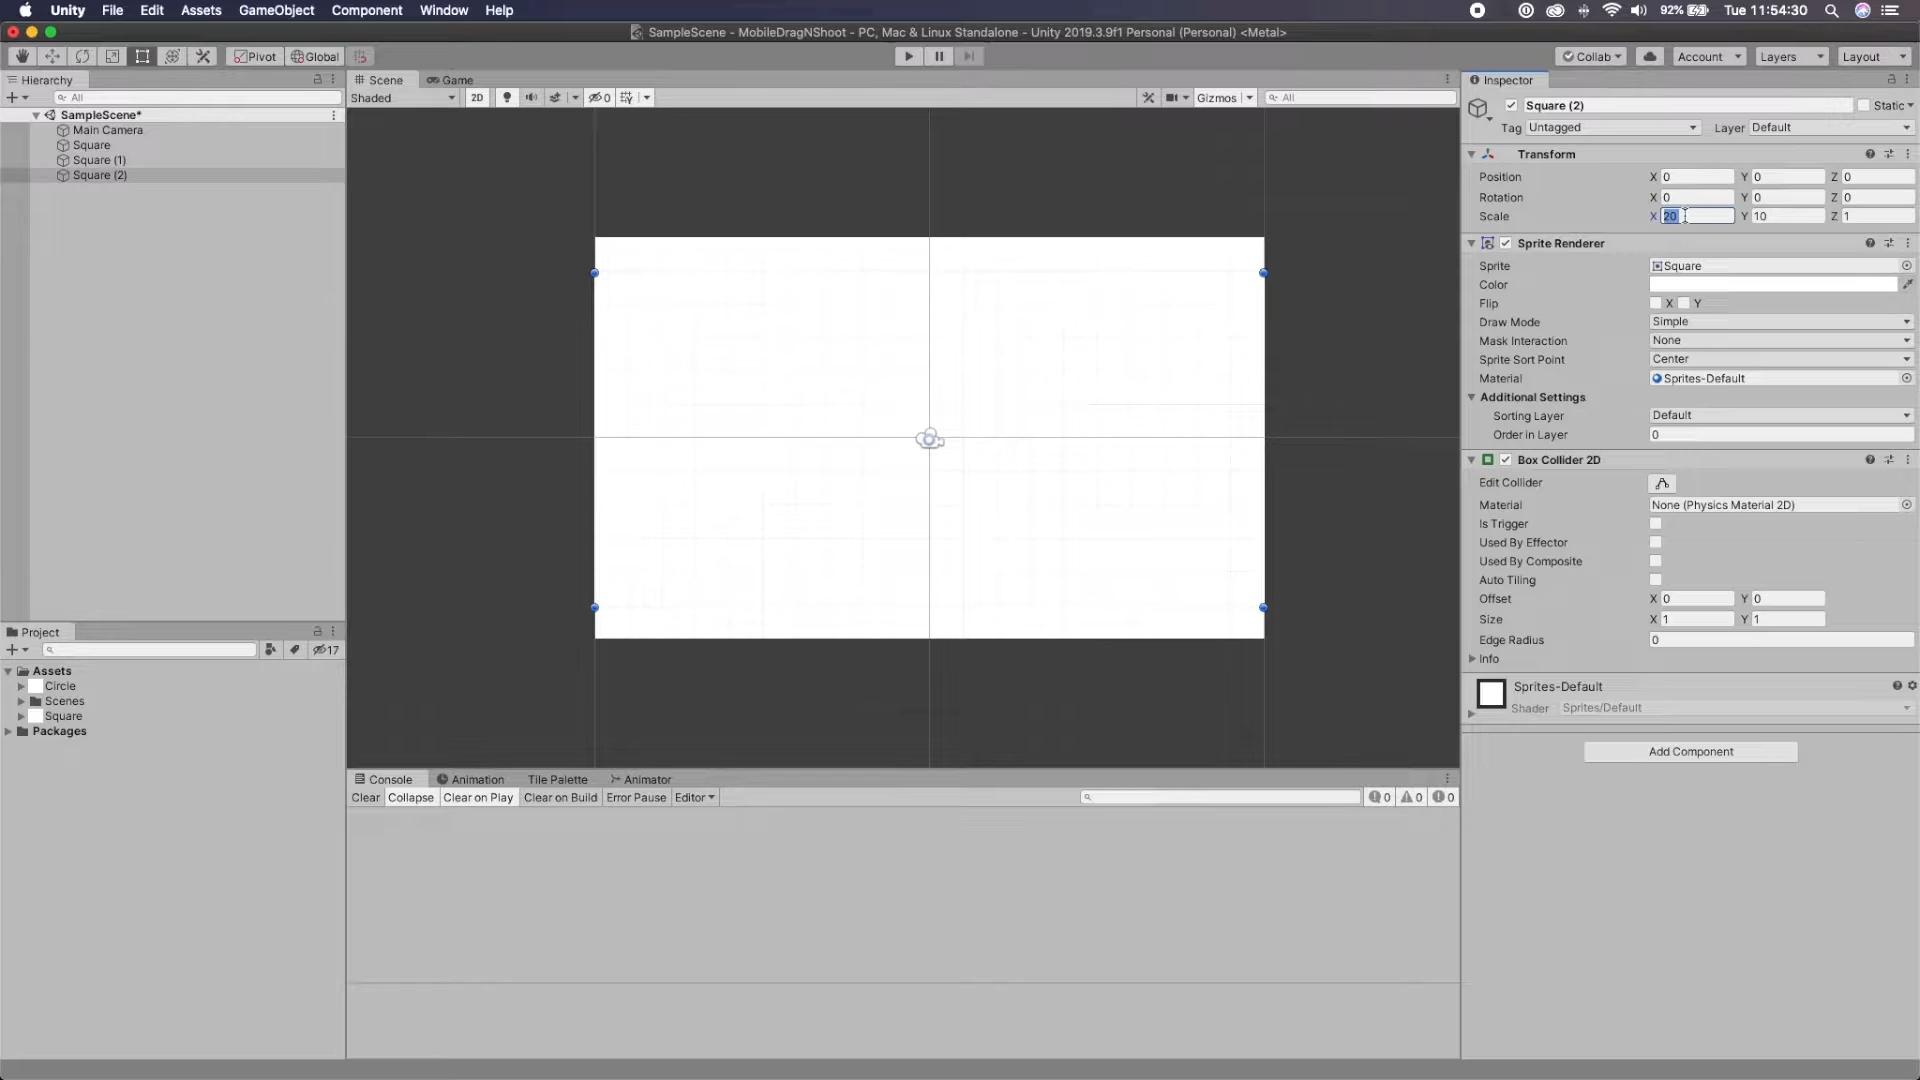 Unity File Edit Assets GameObject Component Window Help 92% Tue 11:54:30
SampleScene - MobileDragNShoot - PC, Mac & Linux Standalone - Unity 2019.3.9f1 Personal (Personal) <Metal>
Pivot Global Collab Account Layers Layout
Hierarchy Scene Game Inspector
All Shaded 2D 0 Gizmos All
SampleScene*
Main Camera
Square
Square (1)
Square (2)
Square (2) Static
Tag Untagged Layer Default
Transform
Position X 0 Y 0 Z 0
Rotation X 0 Y 0 Z 0
Scale X 20 Y 10 Z 1
Sprite Renderer
Sprite Square
Color
Flip X Y
Draw Mode Simple
Mask Interaction None
Sprite Sort Point Center
Material Sprites-Default
Additional Settings
Sorting Layer Default
Order in Layer 0
Box Collider 2D
Edit Collider
Material None (Physics Material 2D)
Is Trigger
Used By Effector
Used By Composite
Auto Tiling
Offset X 0 Y 0
Size X 1 Y 1
Edge Radius 0
Info
Sprites-Default
Shader Sprites/Default
Add Component
Project
17
Assets
Circle
Scenes
Square
Packages
Console Animation Tile Palette Animator
Clear Collapse Clear on Play Clear on Build Error Pause Editor 0 0 0